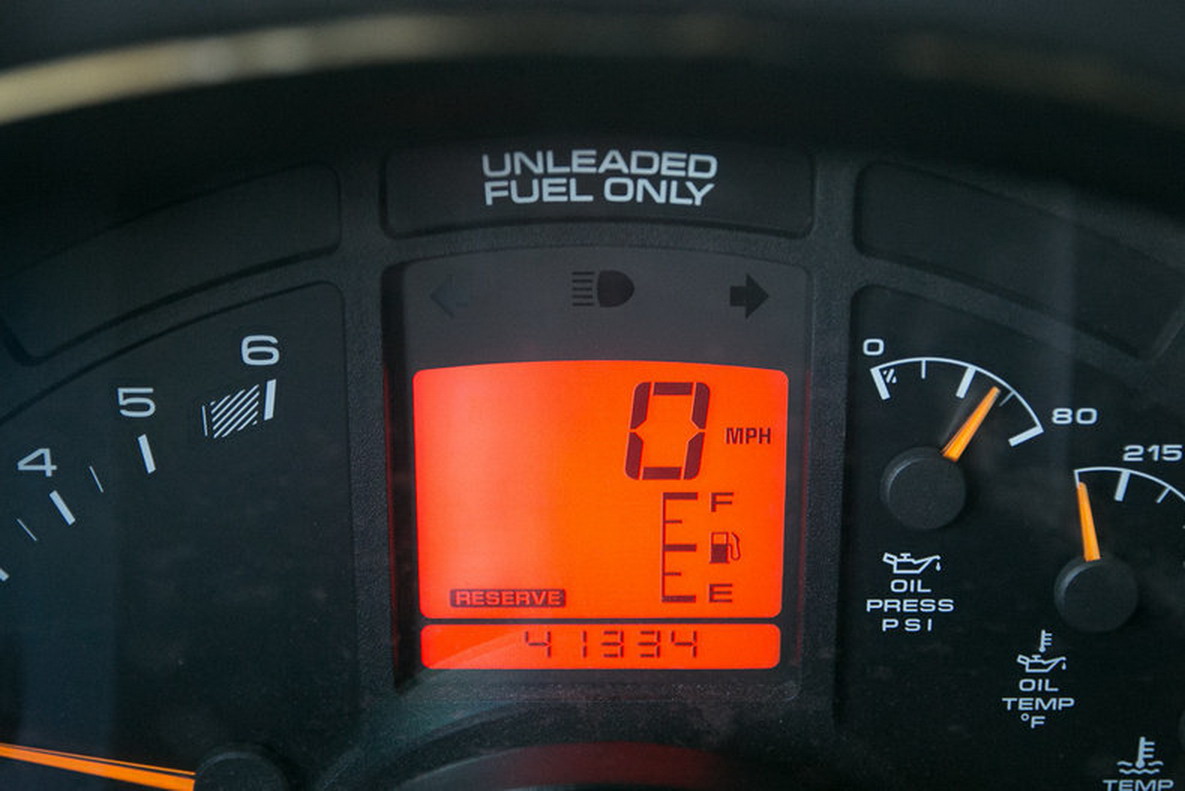 UNLEADED
FUEL ONLY
6
5
4
0
80
215
0 MPH
F
E
RESERVE
41334
OIL
PRESS
PSI
OIL
TEMP
°F
TEMP